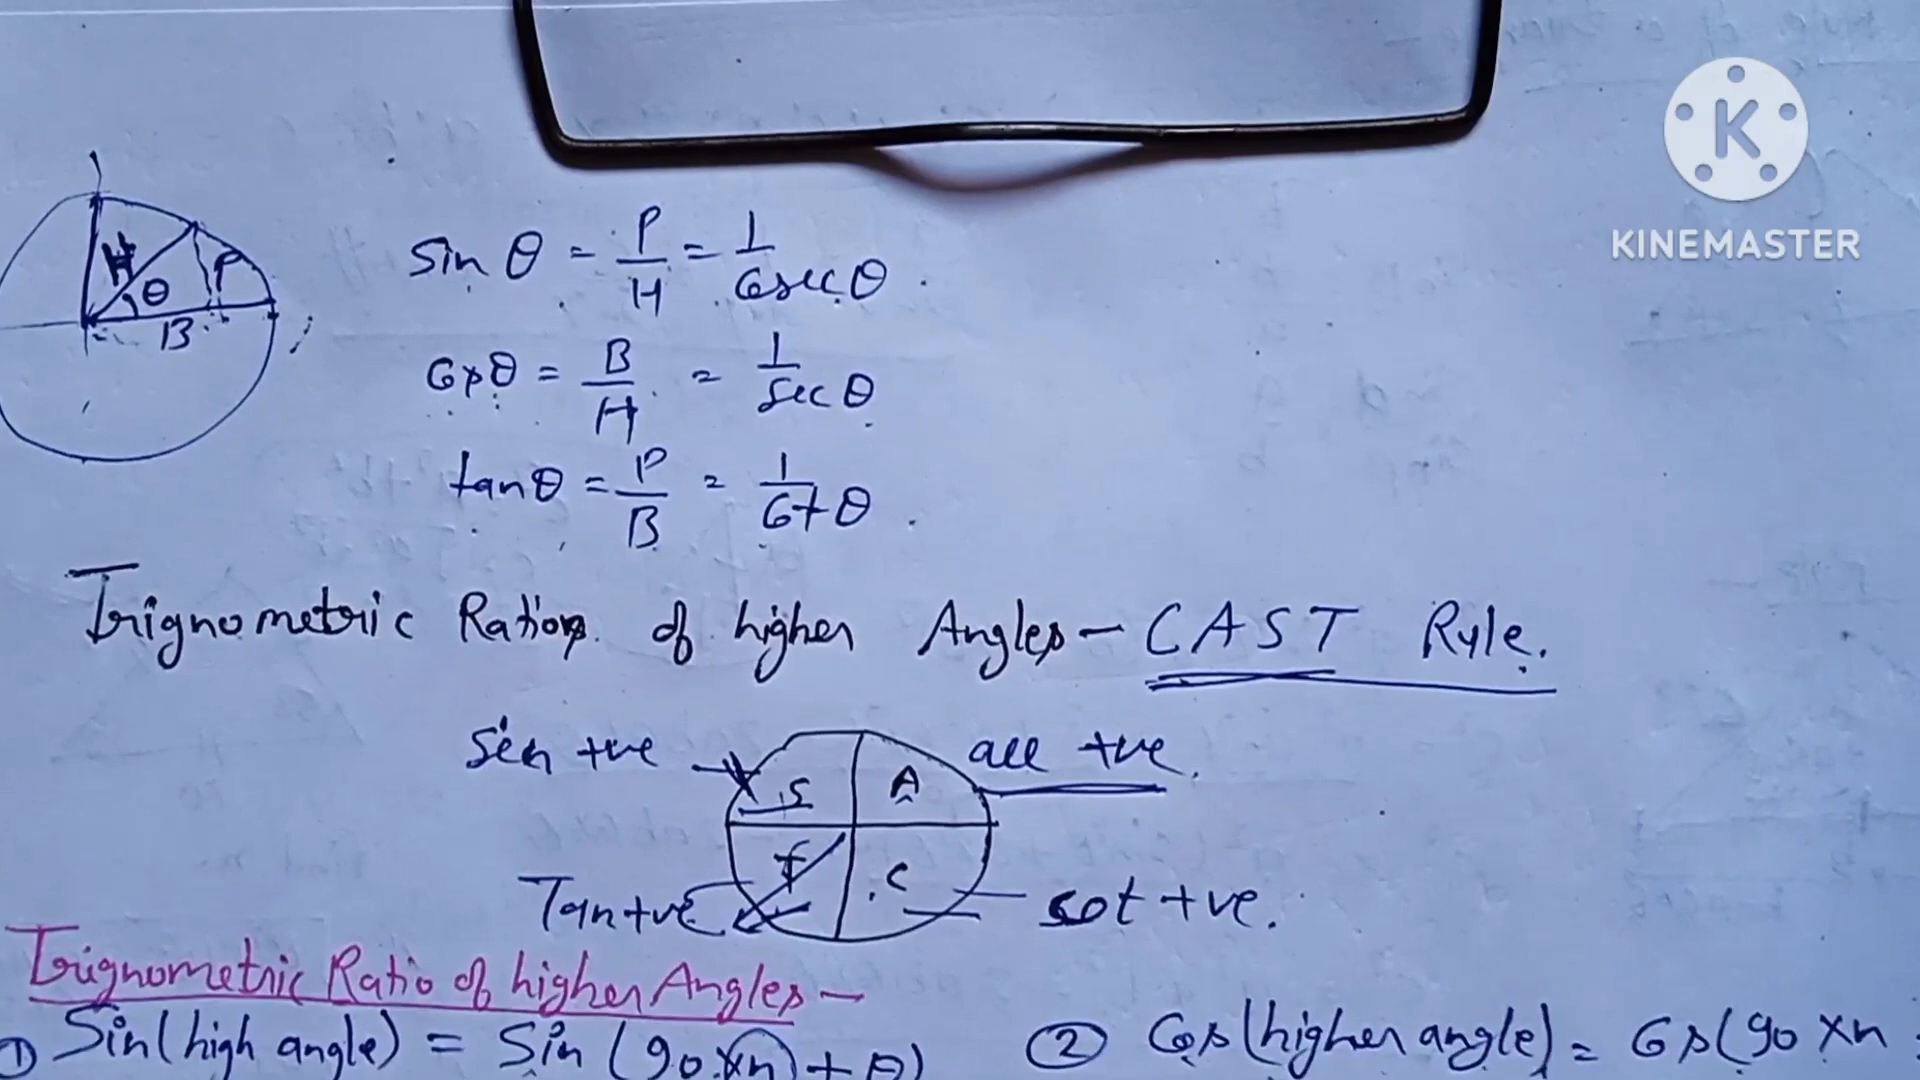 K
KINEMASTER
H
θ
P
B
sin θ = P/H = 1/cosec θ
cos θ = B/H = 1/sec θ
tan θ = P/B = 1/cot θ
Trignometric Ratios of higher Angles – CAST Rule.
Sin +ve
all +ve
S A
T C
Tan +ve
cot +ve.
Trignometric Ratio of higher Angles –
① Sin (high angle) = Sin (90 × n + θ)
② Cos (higher angle) = Cos (90 × n